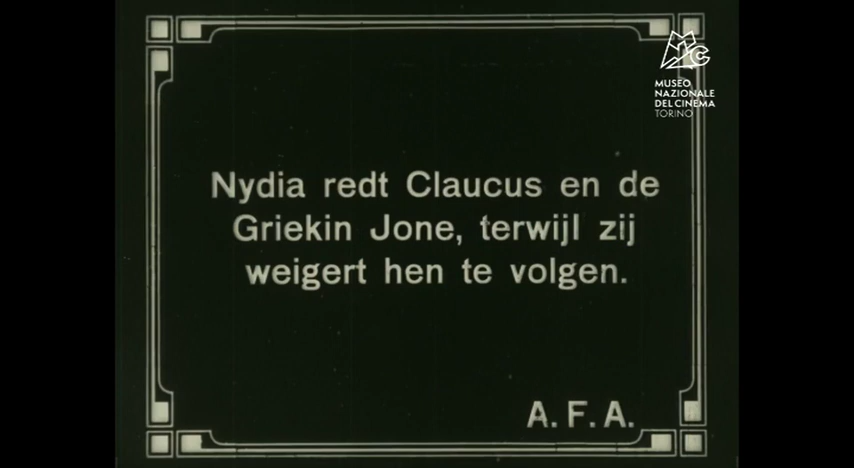 MUSEO
NAZIONALE
DEL CINEMA
TORINO
Nydia redt Claucus en de
Griekin Jone, terwijl zij
weigert hen te volgen.
A. F. A.